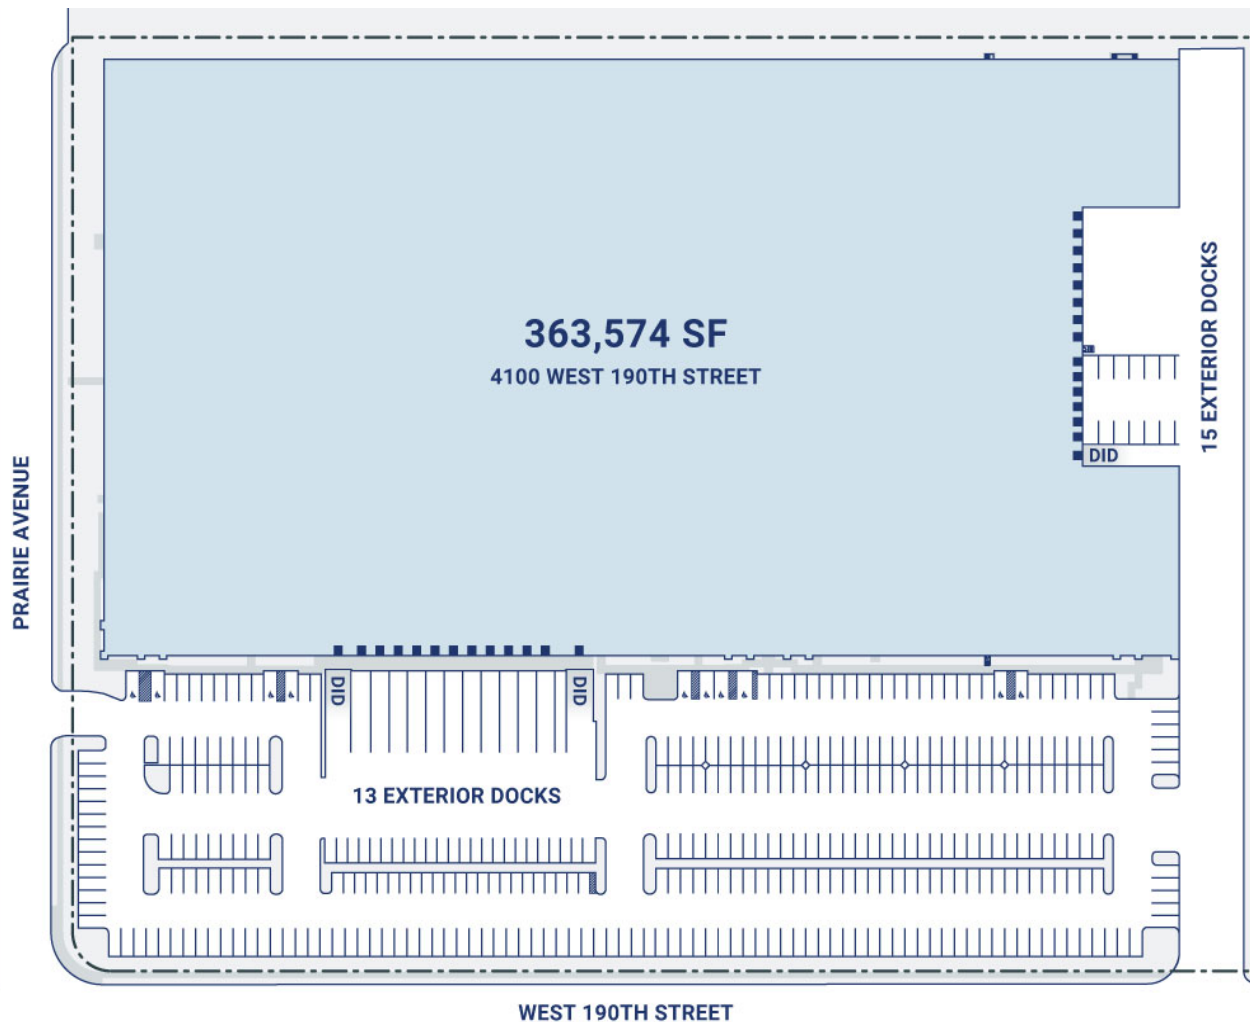 363,574 SF
4100 WEST 190TH STREET
15 EXTERIOR DOCKS
DID
PRAIRIE AVENUE
DID
DID
13 EXTERIOR DOCKS
WEST 190TH STREET